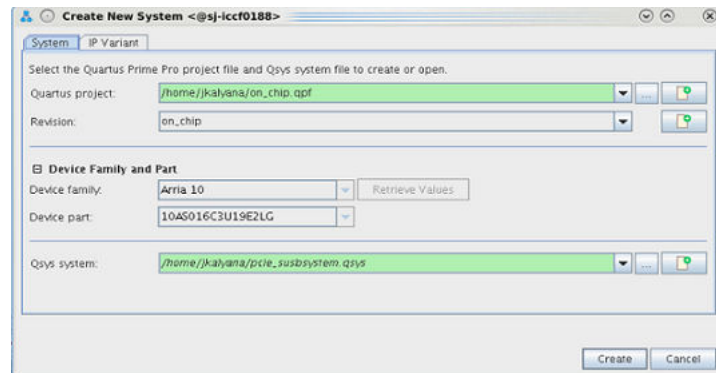 Create New System <@sj-iccf0188>
System IP Variant
Select the Quartus Prime Pro project file and Qsys system file to create or open.
Quartus project: /home/jkalyana/on_chip.qpf ...
Revision: on_chip
Device Family and Part
Device family: Arria 10 Retrieve Values
Device part: 10AS016C3U19E2LG
Qsys system: /home/jkalyana/pcie_susbsystem.qsys ...
Create Cancel